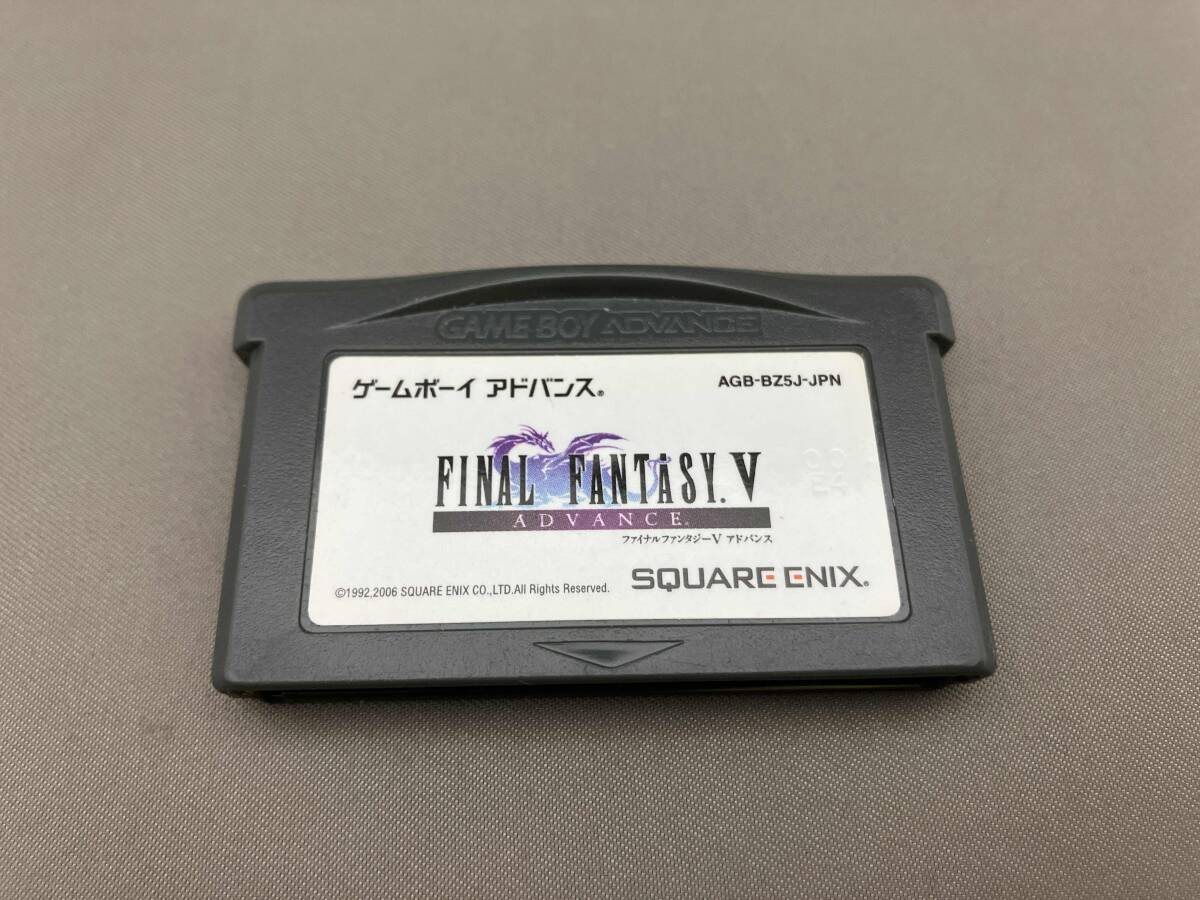 GAME BOY ADVANCE
ゲームボーイ アドバンス®
AGB-BZ5J-JPN
FINAL FANTASY. V
ADVANCE®
ファイナルファンタジーV アドバンス
©1992,2006 SQUARE ENIX CO.,LTD.All Rights Reserved.
SQUARE ENIX®